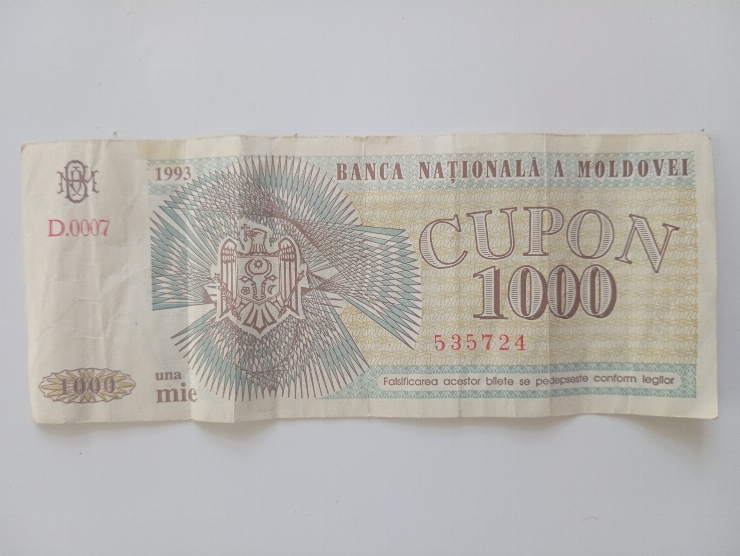 1993
BANCA NAȚIONALĂ A MOLDOVEI
D.0007
CUPON
1000
535724
1000
una
mie
Falsificarea acestor bilete se pedepseste conform legilor